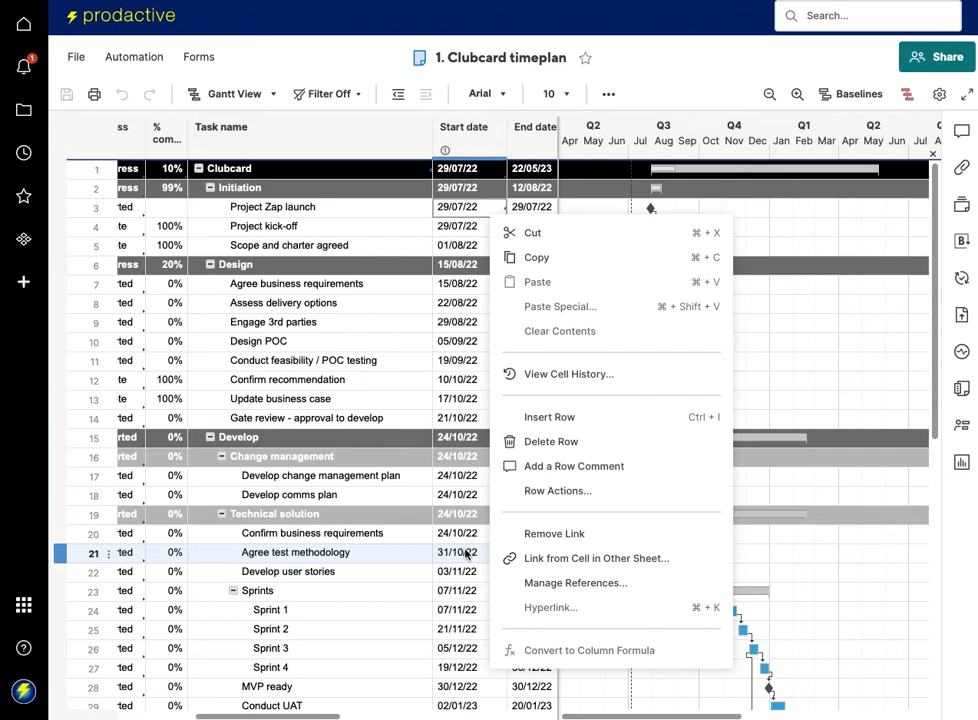 prodactive
Search...
1
File Automation Forms
1. Clubcard timeplan
Share
Gantt View Filter Off Arial 10 Baselines
ss % com... Task name Start date End date
Q2 Q3 Q4 Q1 Q2
Apr May Jun Jul Aug Sep Oct Nov Dec Jan Feb Mar Apr May Jun Jul
1 ress 10% Clubcard 29/07/22 22/05/23
2 ress 99% Initiation 29/07/22 12/08/22
3 ted Project Zap launch 29/07/22 29/07/22
4 te 100% Project kick-off 29/07/22
5 te 100% Scope and charter agreed 01/08/22
6 ress 20% Design 15/08/22
7 ted 0% Agree business requirements 15/08/22
8 ted 0% Assess delivery options 22/08/22
9 ted 0% Engage 3rd parties 29/08/22
10 ted 0% Design POC 05/09/22
11 ted 0% Conduct feasibility / POC testing 19/09/22
12 te 100% Confirm recommendation 10/10/22
13 te 100% Update business case 17/10/22
14 ted 0% Gate review - approval to develop 21/10/22
15 rted 0% Develop 24/10/22
16 rted 0% Change management 24/10/22
17 ted 0% Develop change management plan 24/10/22
18 ted 0% Develop comms plan 24/10/22
19 rted 0% Technical solution 24/10/22
20 ted 0% Confirm business requirements 24/10/22
21 ted 0% Agree test methodology 31/10/22
22 ted 0% Develop user stories 03/11/22
23 ted 0% Sprints 07/11/22
24 ted 0% Sprint 1 07/11/22
25 ted 0% Sprint 2 21/11/22
26 ted 0% Sprint 3 05/12/22
27 ted 0% Sprint 4 19/12/22 30/12/22
28 ted 0% MVP ready 30/12/22 30/12/22
29 ted 0% Conduct UAT 02/01/23 20/01/23
Cut ⌘ + X
Copy ⌘ + C
Paste ⌘ + V
Paste Special... ⌘ + Shift + V
Clear Contents
View Cell History...
Insert Row Ctrl + I
Delete Row
Add a Row Comment
Row Actions...
Remove Link
Link from Cell in Other Sheet...
Manage References...
Hyperlink... ⌘ + K
Convert to Column Formula